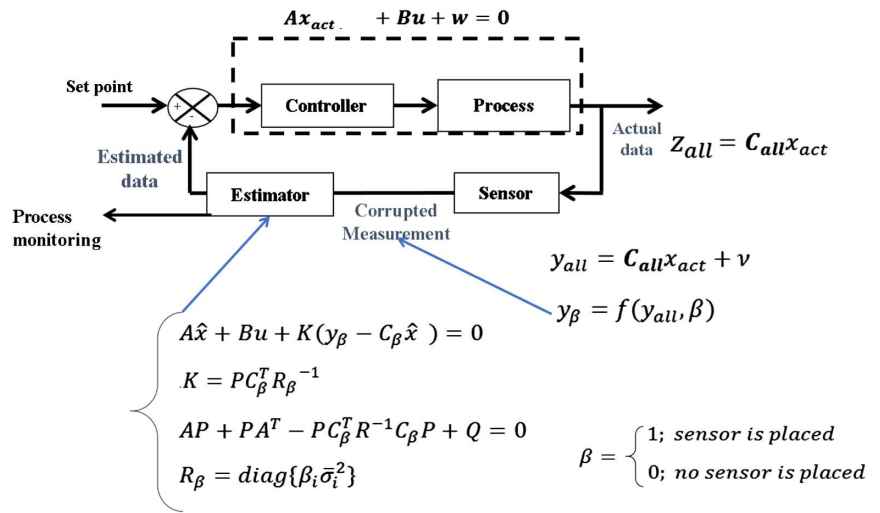 Ax_act. + Bu + w = 0
Set point
+
-
Controller
Process
Actual
data
z_all = C_all x_act
Estimated
data
Estimator
Sensor
Process
monitoring
Corrupted
Measurement
y_all = C_all x_act + ν
y_β = f(y_all, β)
Ax̂ + Bu + K(y_β − C_β x̂ ) = 0
.K = PC_β^T R_β^−1
AP + PA^T − PC_β^T R^−1 C_β P + Q = 0
R_β = diag{β_i σ̄_i^2}
β = { 1; sensor is placed
0; no sensor is placed